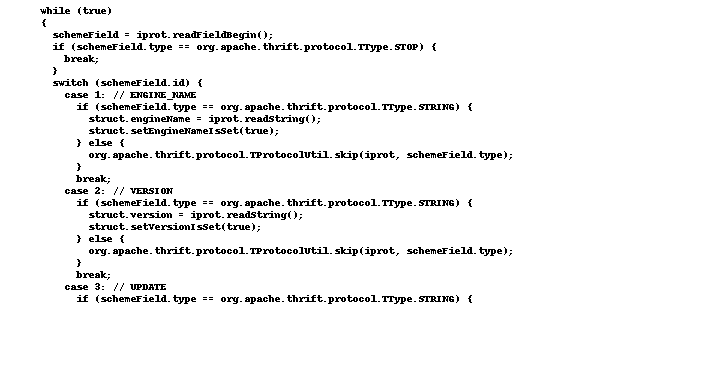 while (true)
{
schemeField = iprot.readFieldBegin();
if (schemeField.type == org.apache.thrift.protocol.TType.STOP) {
break;
}
switch (schemeField.id) {
case 1: // ENGINE_NAME
if (schemeField.type == org.apache.thrift.protocol.TType.STRING) {
struct.engineName = iprot.readString();
struct.setEngineNameIsSet(true);
} else {
org.apache.thrift.protocol.TProtocolUtil.skip(iprot, schemeField.type);
}
break;
case 2: // VERSION
if (schemeField.type == org.apache.thrift.protocol.TType.STRING) {
struct.version = iprot.readString();
struct.setVersionIsSet(true);
} else {
org.apache.thrift.protocol.TProtocolUtil.skip(iprot, schemeField.type);
}
break;
case 3: // UPDATE
if (schemeField.type == org.apache.thrift.protocol.TType.STRING) {